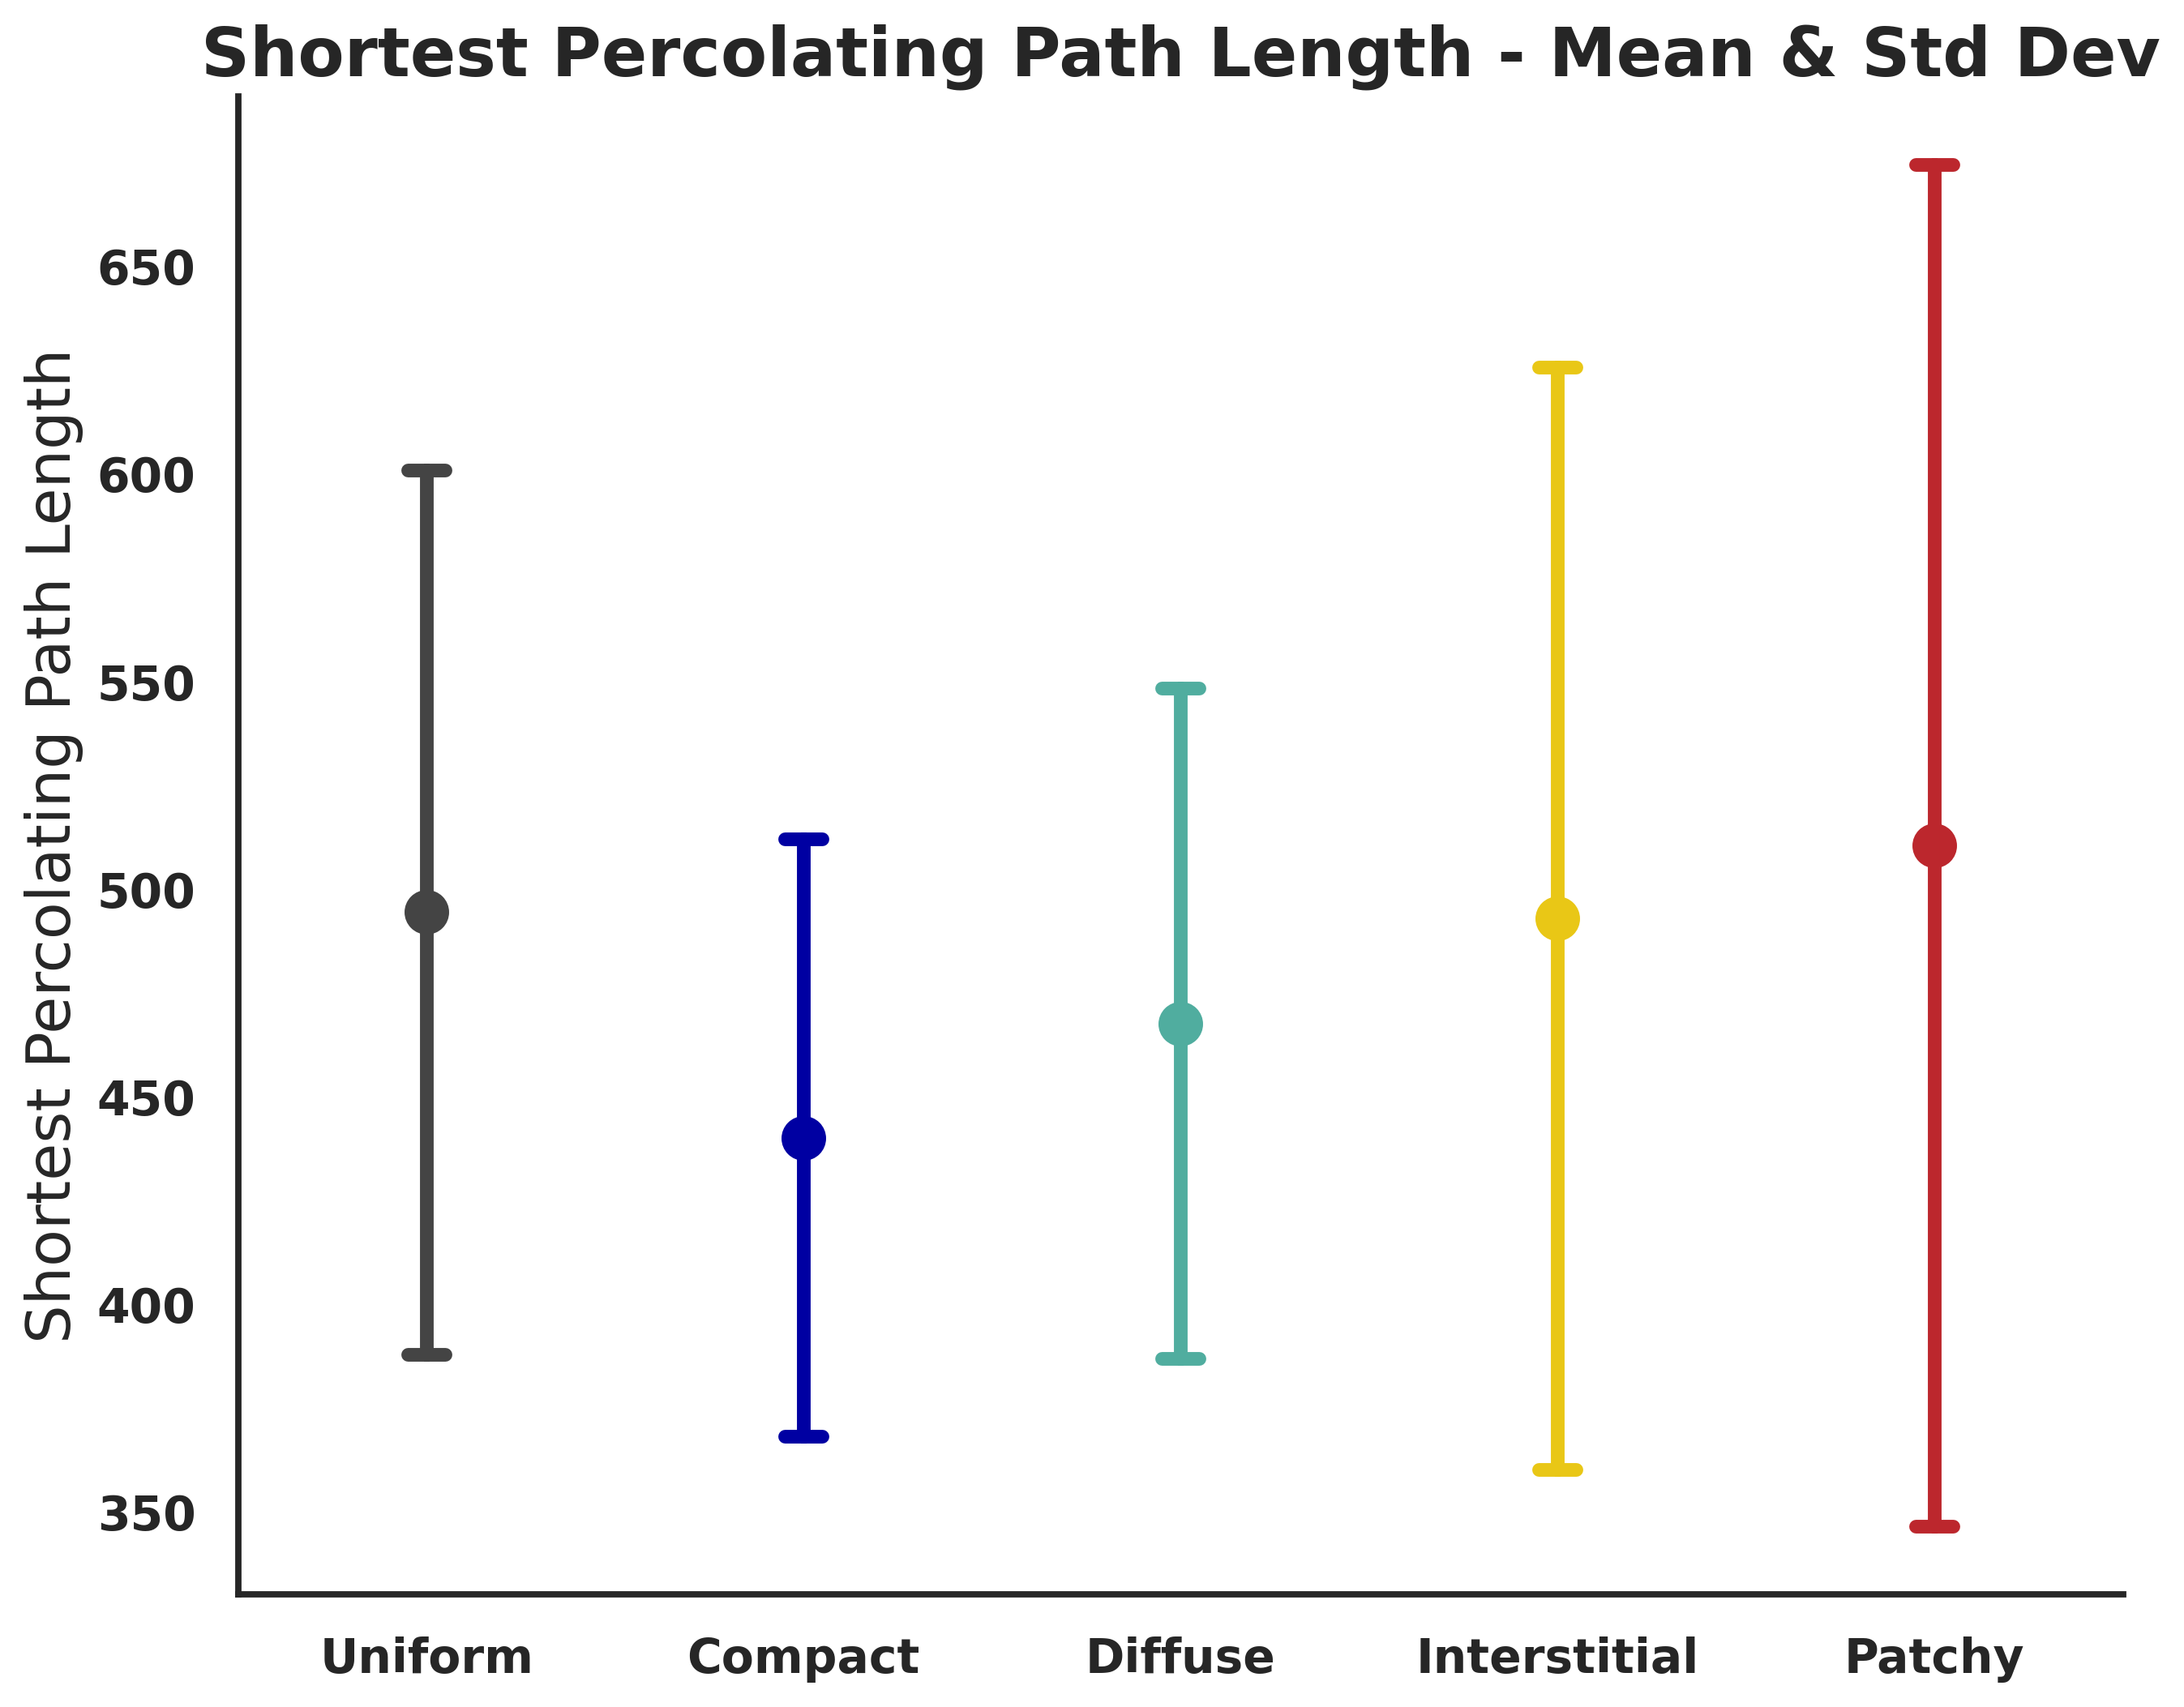 Shortest Percolating Path Length - Mean & Std Dev
Shortest Percolating Path Length
650
600
550
500
450
400
350
Uniform
Compact
Diffuse
Interstitial
Patchy